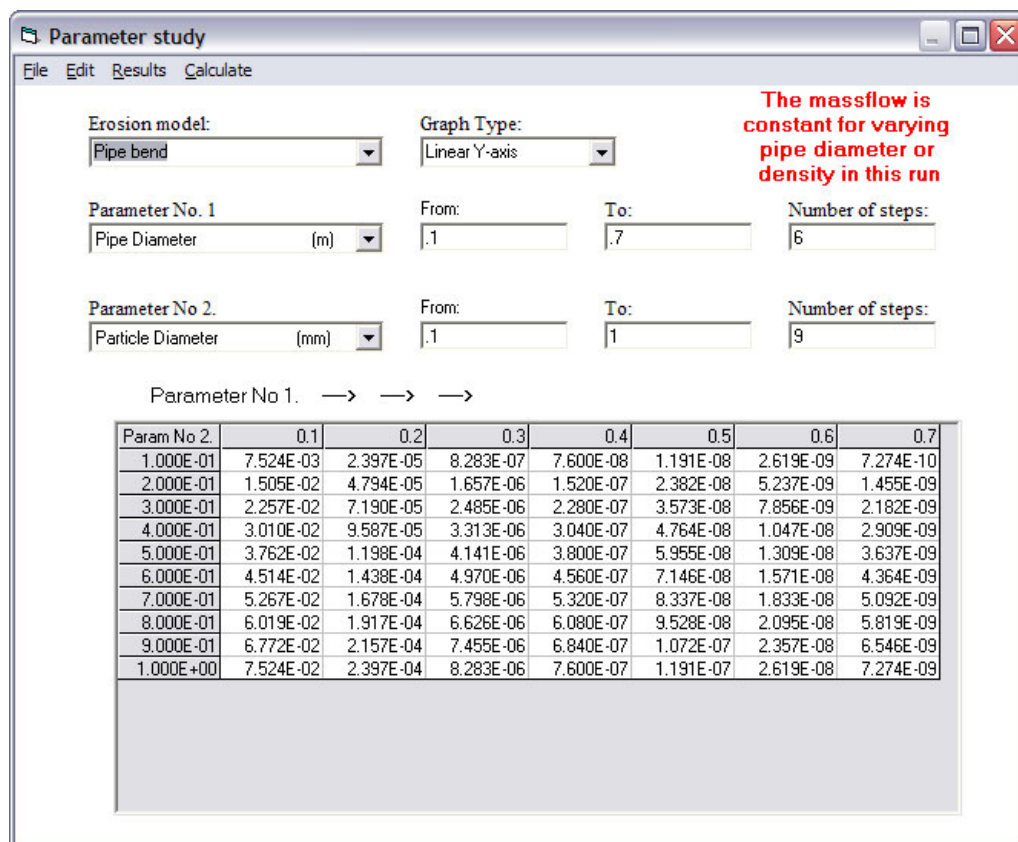 Parameter study
File Edit Results Calculate
The massflow is
constant for varying
pipe diameter or
density in this run
Erosion model:
Pipe bend
Graph Type:
Linear Y-axis
Parameter No. 1
Pipe Diameter (m)
From:
.1
To:
.7
Number of steps:
6
Parameter No 2.
Particle Diameter (mm)
From:
.1
To:
1
Number of steps:
9
Parameter No 1. —> —> —>
Param No 2. 0.1 0.2 0.3 0.4 0.5 0.6 0.7
1.000E-01 7.524E-03 2.397E-05 8.283E-07 7.600E-08 1.191E-08 2.619E-09 7.274E-10
2.000E-01 1.505E-02 4.794E-05 1.657E-06 1.520E-07 2.382E-08 5.237E-09 1.455E-09
3.000E-01 2.257E-02 7.190E-05 2.485E-06 2.280E-07 3.573E-08 7.856E-09 2.182E-09
4.000E-01 3.010E-02 9.587E-05 3.313E-06 3.040E-07 4.764E-08 1.047E-08 2.909E-09
5.000E-01 3.762E-02 1.198E-04 4.141E-06 3.800E-07 5.955E-08 1.309E-08 3.637E-09
6.000E-01 4.514E-02 1.438E-04 4.970E-06 4.560E-07 7.146E-08 1.571E-08 4.364E-09
7.000E-01 5.267E-02 1.678E-04 5.798E-06 5.320E-07 8.337E-08 1.833E-08 5.092E-09
8.000E-01 6.019E-02 1.917E-04 6.626E-06 6.080E-07 9.528E-08 2.095E-08 5.819E-09
9.000E-01 6.772E-02 2.157E-04 7.455E-06 6.840E-07 1.072E-07 2.357E-08 6.546E-09
1.000E+00 7.524E-02 2.397E-04 8.283E-06 7.600E-07 1.191E-07 2.619E-08 7.274E-09